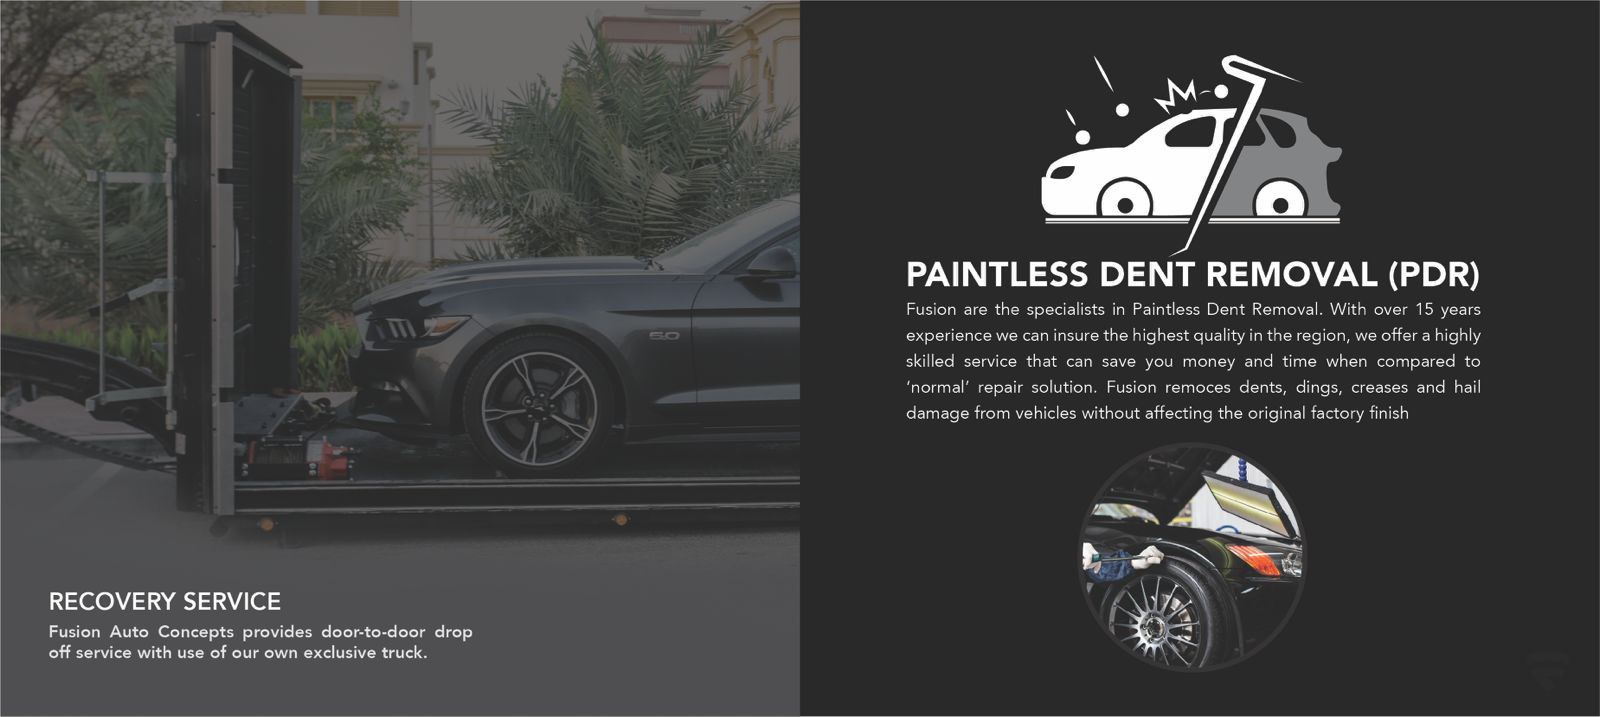 5.0
RECOVERY SERVICE
Fusion Auto Concepts provides door-to-door drop
off service with use of our own exclusive truck.
PAINTLESS DENT REMOVAL (PDR)
Fusion are the specialists in Paintless Dent Removal. With over 15 years
experience we can insure the highest quality in the region, we offer a highly
skilled service that can save you money and time when compared to
‘normal’ repair solution. Fusion remoces dents, dings, creases and hail
damage from vehicles without affecting the original factory finish